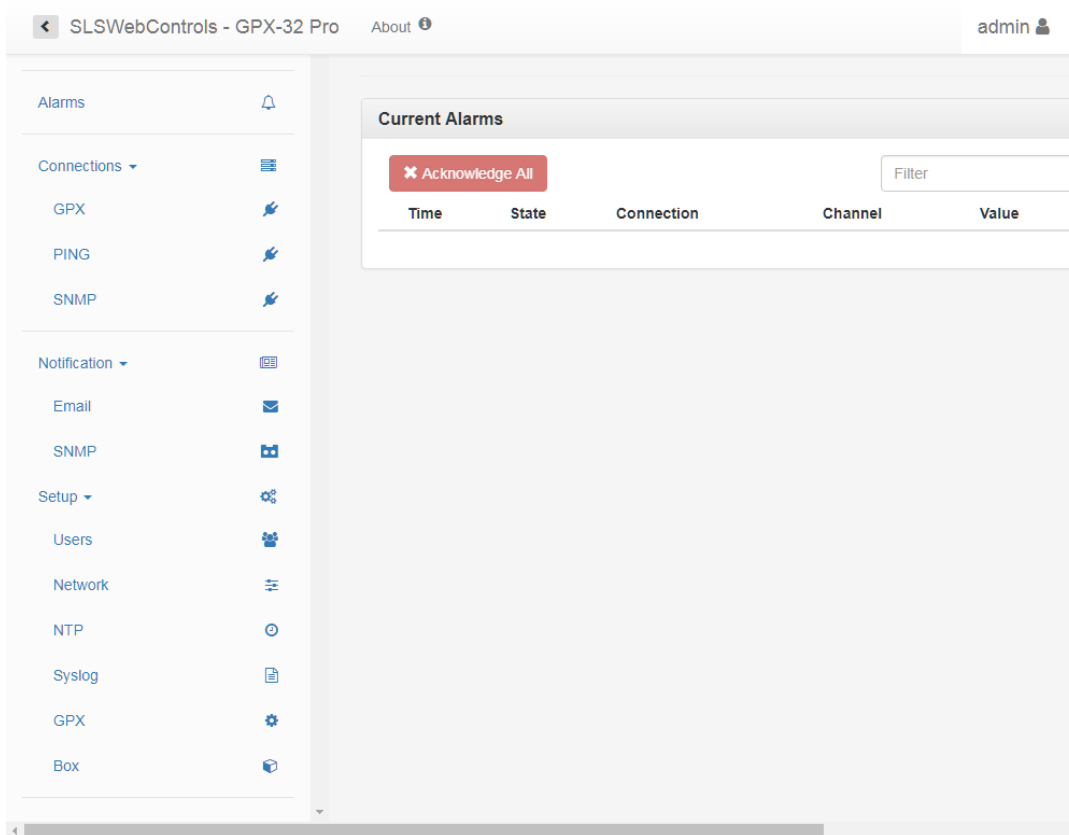 SLSWebControls - GPX-32 Pro About admin
Alarms
Connections
GPX
PING
SNMP
Notification
Email
SNMP
Setup
Users
Network
NTP
Syslog
GPX
Box
Current Alarms
Acknowledge All Filter
Time State Connection Channel Value